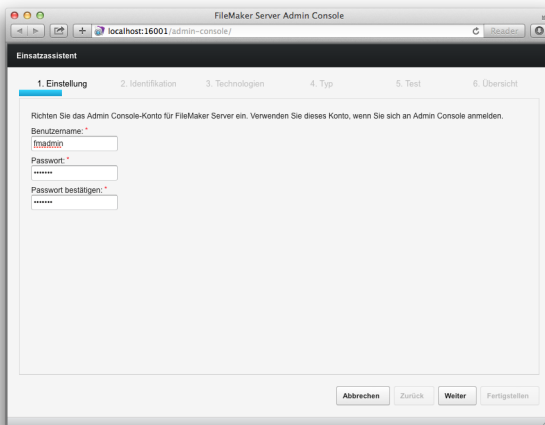 FileMaker Server Admin Console
localhost:16001/admin-console/
Reader
Einsatzassistent
1. Einstellung 2. Identifikation 3. Technologien 4. Typ 5. Test 6. Übersicht
Richten Sie das Admin Console-Konto für FileMaker Server ein. Verwenden Sie dieses Konto, wenn Sie sich an Admin Console anmelden.
Benutzername: *
fmadmin
Passwort: *
•••••••
Passwort bestätigen: *
•••••••
Abbrechen Zurück Weiter Fertigstellen